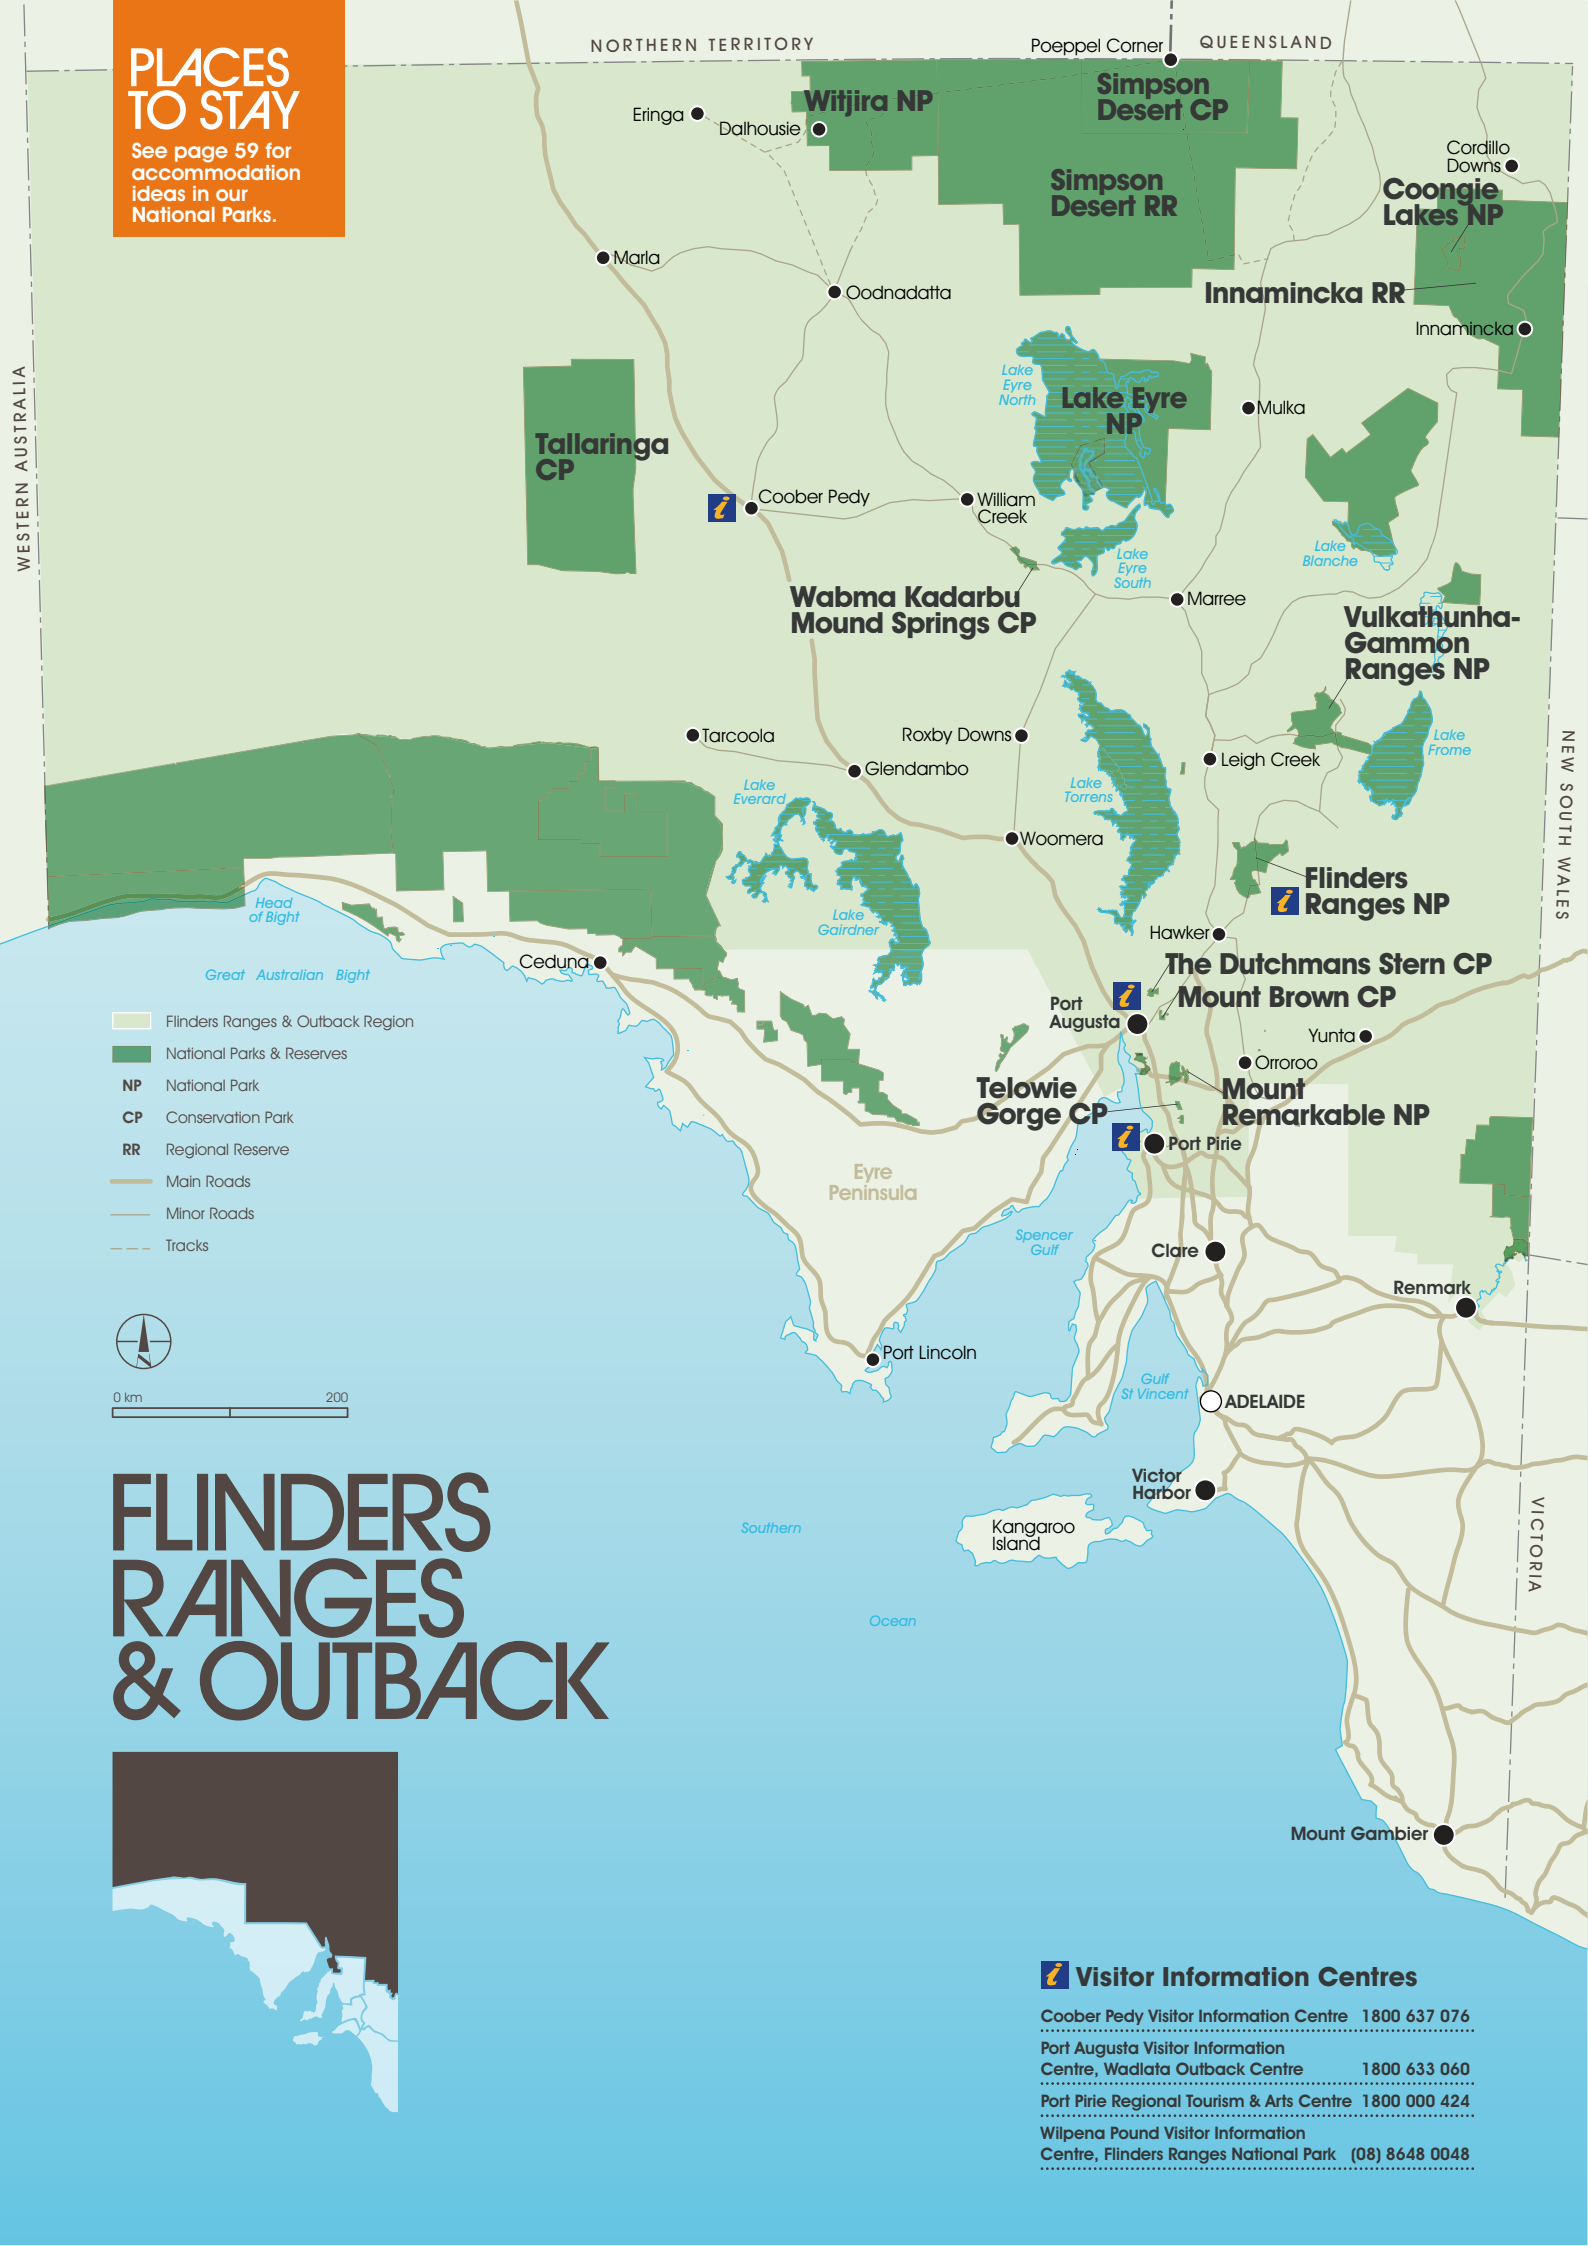 PLACES
TO STAY
See page 59 for
accommodation
ideas in our
National Parks.
NORTHERN TERRITORY
Poeppel Corner
QUEENSLAND
Witjira NP
Simpson
Desert CP
Eringa
Dalhousie
Cordillo
Downs
Simpson
Desert RR
Coongie
Lakes NP
Marla
Oodnadatta
Innamincka RR
Innamincka
WESTERN AUSTRALIA
Lake
Eyre
North
Lake Eyre
NP
Mulka
Tallaringa
CP
Coober Pedy
William
Creek
Lake
Eyre
South
Lake
Blanche
Wabma Kadarbu
Mound Springs CP
Marree
Vulkathunha-
Gammon
Ranges NP
Tarcoola
Roxby Downs
Glendambo
Leigh Creek
Lake
Frome
NEW SOUTH WALES
Lake
Everard
Lake
Torrens
Woomera
Flinders
Ranges NP
Head
of Bight
Lake
Gairdner
Hawker
Ceduna
The Dutchmans Stern CP
Great Australian Bight
Mount Brown CP
Port
Augusta
Yunta
Orroroo
Telowie
Gorge CP
Mount
Remarkable NP
Port Pirie
Flinders Ranges & Outback Region
National Parks & Reserves
NP National Park
CP Conservation Park
RR Regional Reserve
Main Roads
Minor Roads
Tracks
Eyre
Peninsula
Spencer
Gulf
Clare
Renmark
N
Port Lincoln
Gulf
St Vincent
ADELAIDE
0 km 200
Victor
Harbor
Kangaroo
Island
Southern
Ocean
VICTORIA
FLINDERS
RANGES
& OUTBACK
Mount Gambier
i Visitor Information Centres
Coober Pedy Visitor Information Centre 1800 637 076
Port Augusta Visitor Information
Centre, Wadlata Outback Centre 1800 633 060
Port Pirie Regional Tourism & Arts Centre 1800 000 424
Wilpena Pound Visitor Information
Centre, Flinders Ranges National Park (08) 8648 0048